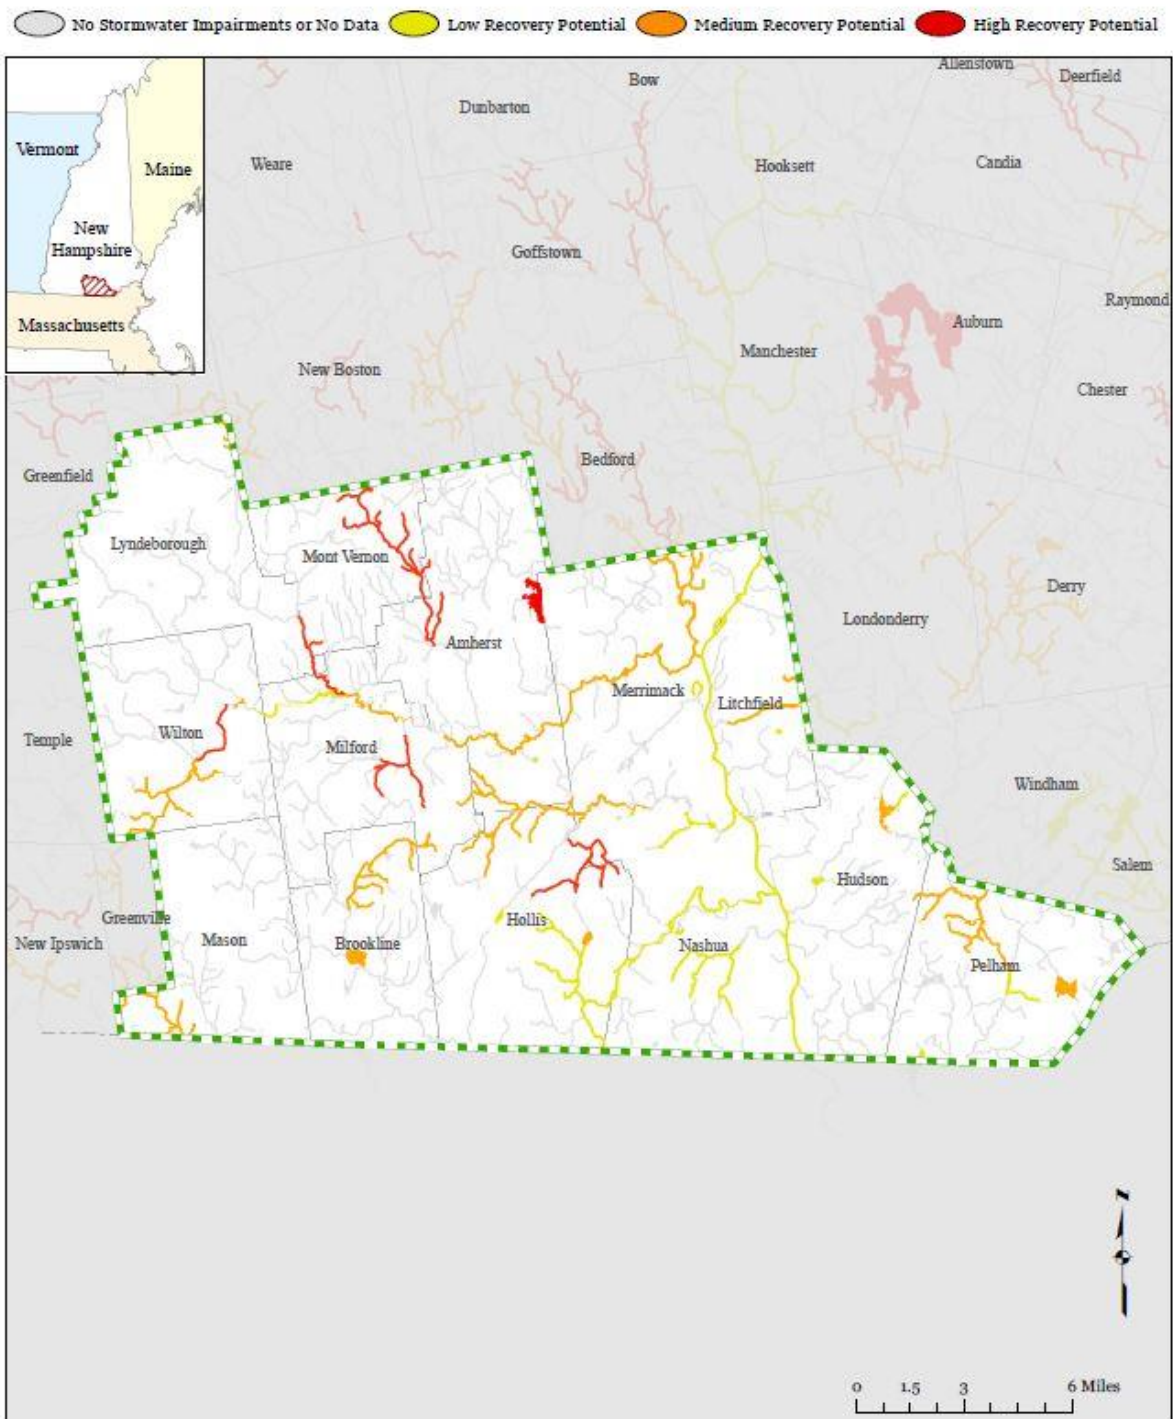 No Stormwater Impairments or No Data Low Recovery Potential Medium Recovery Potential High Recovery Potential
Allenstown
Deerfield
Bow
Dunbarton
Vermont
Maine
Weare
Hooksett
Candia
New
Hampshire
Goffstown
Raymond
Massachusetts
Auburn
Manchester
New Boston
Chester
Bedford
Greenfield
Lyndeborough
Mont Vernon
Derry
Londonderry
Amherst
Merrimack
Litchfield
Temple
Wilton
Milford
Windham
Salem
Hudson
Greenville
Hollis
New Ipswich
Mason
Brookline
Nashua
Pelham
N
0 1.5 3 6 Miles